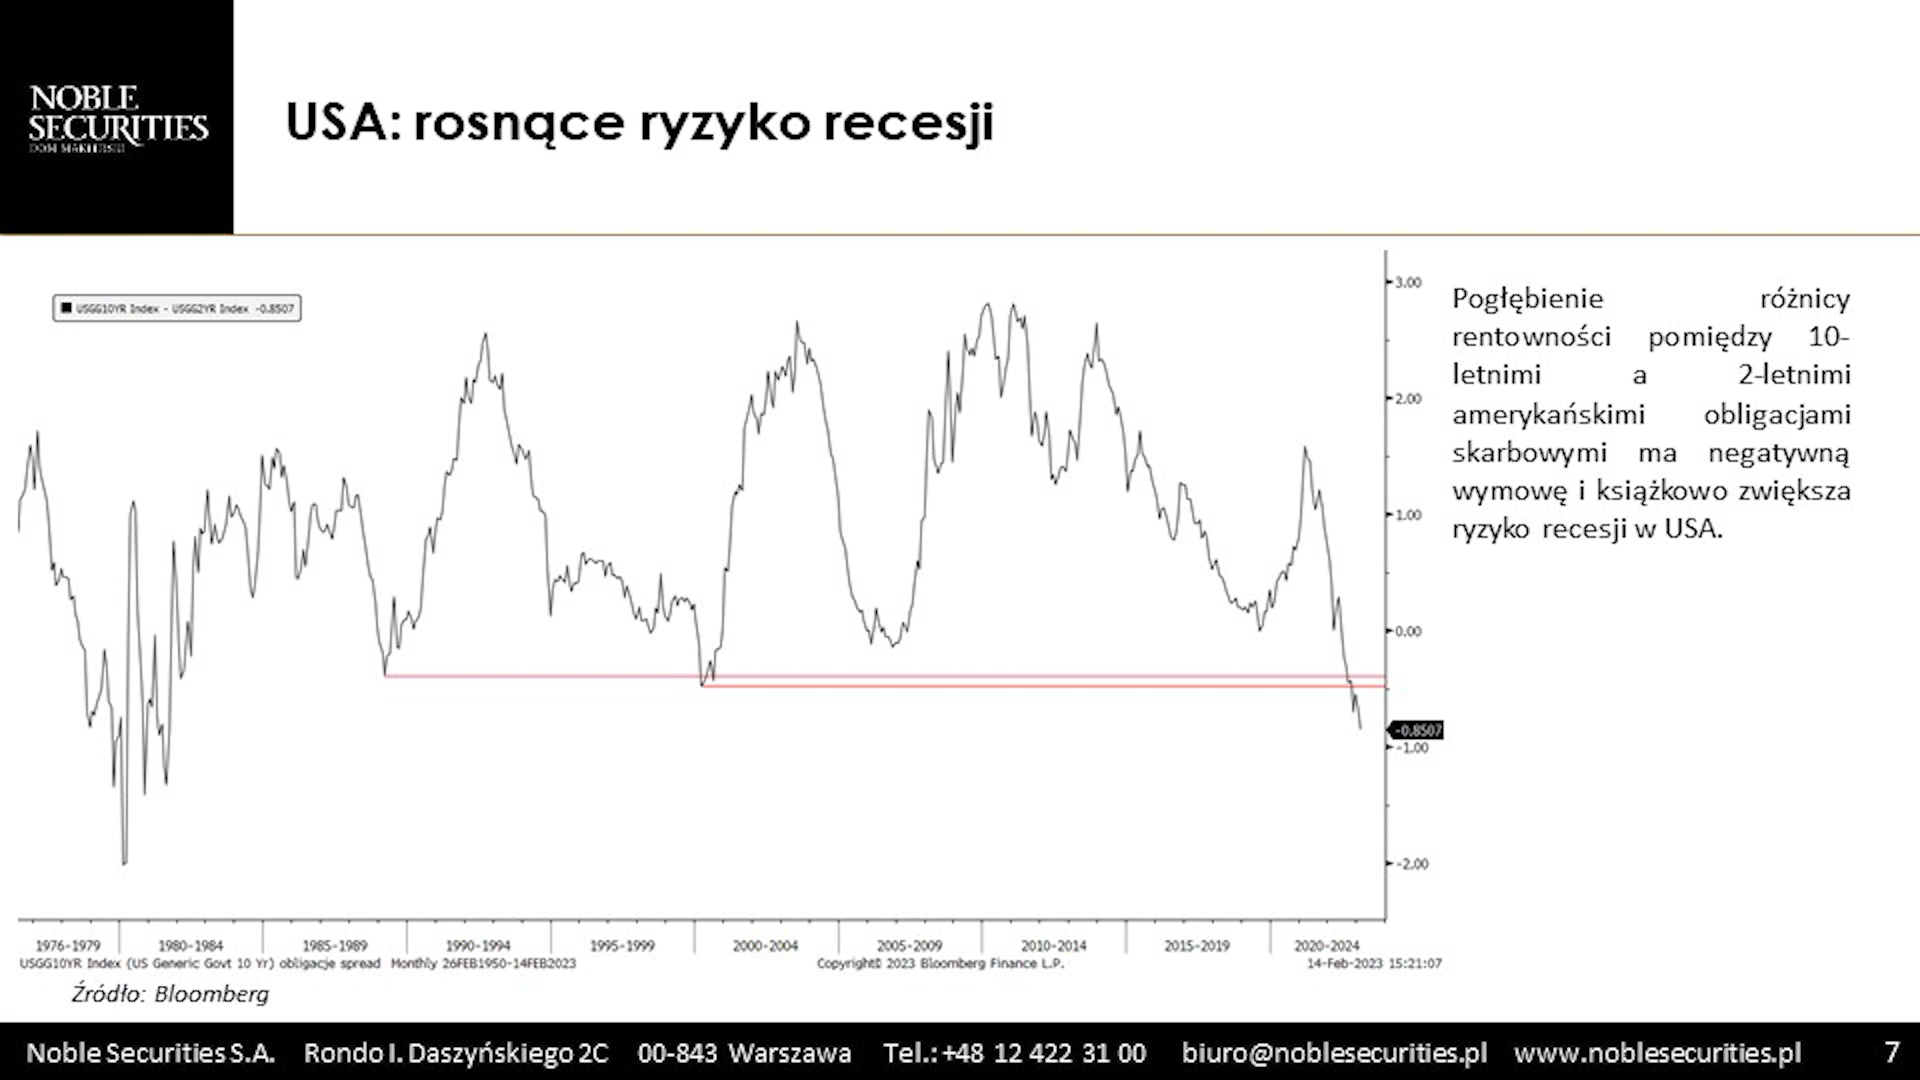 NOBLE
SECURITIES
DOM MAKLERSKI
USA: rosnące ryzyko recesji
USGG10YR Index - USGG2YR Index -0.8507
3.00
2.00
1.00
0.00
-0.8507
-1.00
-2.00
Pogłębienie różnicy
rentowności pomiędzy 10-
letnimi a 2-letnimi
amerykańskimi obligacjami
skarbowymi ma negatywną
wymowę i książkowo zwiększa
ryzyko recesji w USA.
1976-1979 1980-1984 1985-1989 1990-1994 1995-1999 2000-2004 2005-2009 2010-2014 2015-2019 2020-2024
USGG10YR Index (US Generic Govt 10 Yr) obligacje spread Monthly 26FEB1950-14FEB2023 Copyright© 2023 Bloomberg Finance L.P. 14-Feb-2023 15:21:07
Źródło: Bloomberg
Noble Securities S.A. Rondo I. Daszyńskiego 2C 00-843 Warszawa Tel.: +48 12 422 31 00 biuro@noblesecurities.pl www.noblesecurities.pl 7